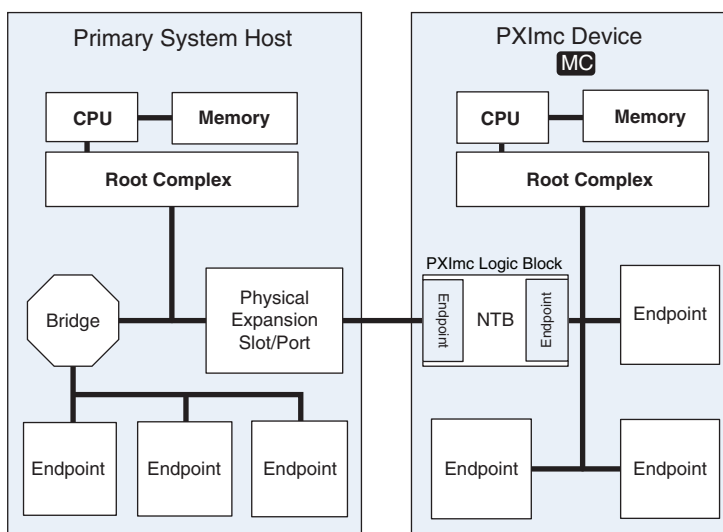 Primary System Host
CPU
Memory
Root Complex
Bridge
Physical
Expansion
Slot/Port
Endpoint
Endpoint
Endpoint
PXImc Device
MC
CPU
Memory
Root Complex
PXImc Logic Block
Endpoint
NTB
Endpoint
Endpoint
Endpoint
Endpoint